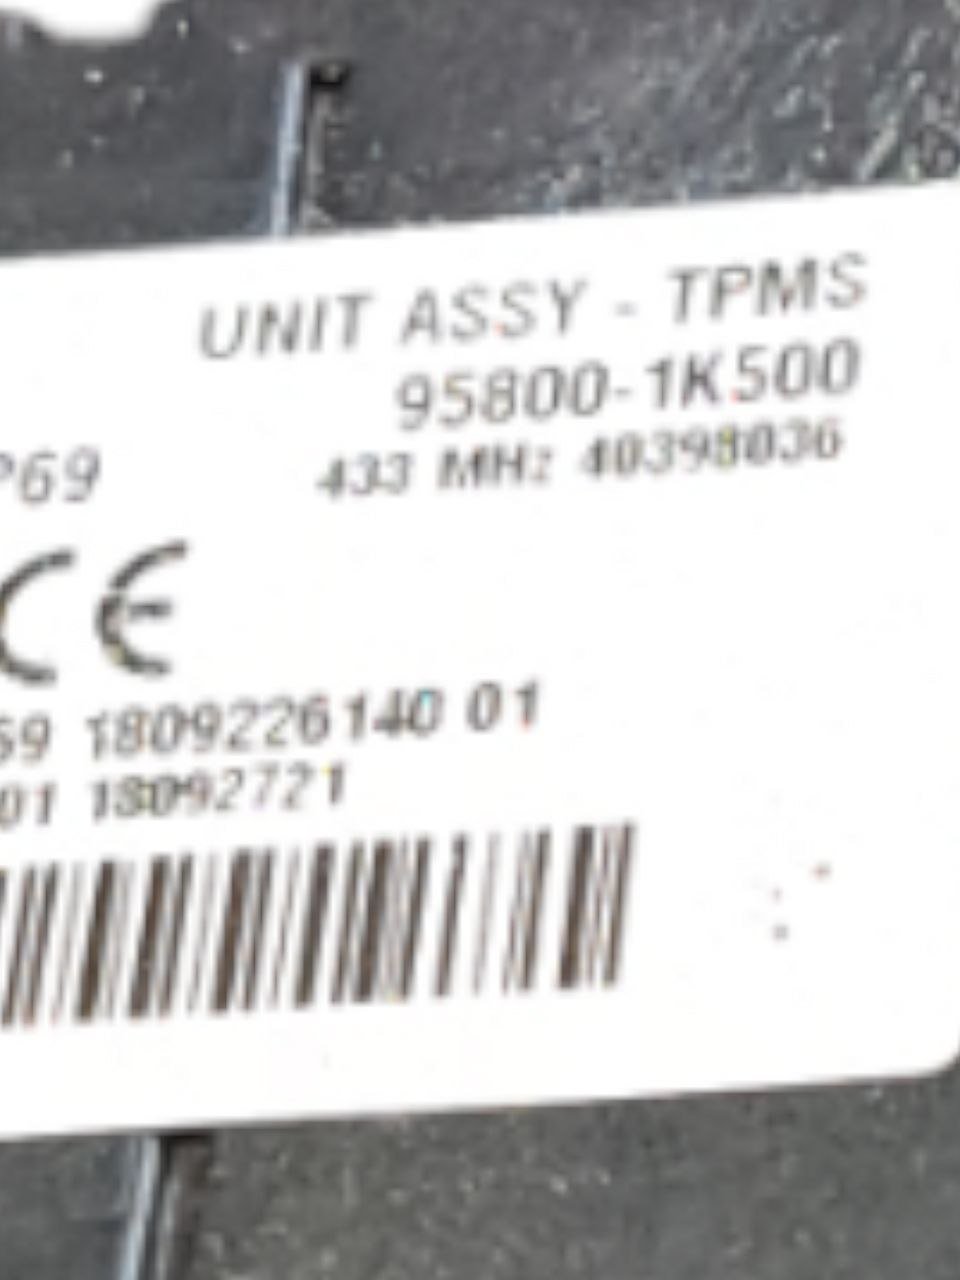 UNIT ASSY - TPMS
95800-1K500
P69 433 MHz 40398036
CE
69 1809226140 01
01 18092721